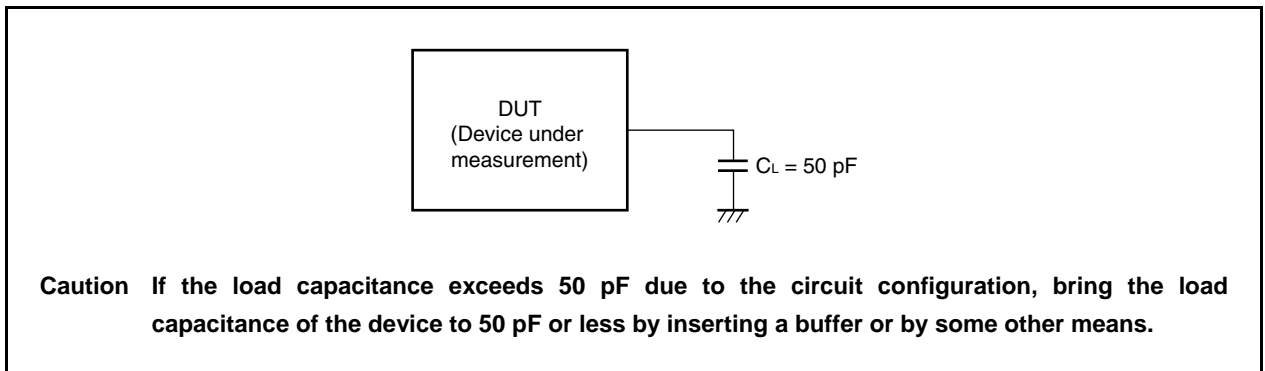 DUT
(Device under
measurement)
CL = 50 pF
Caution If the load capacitance exceeds 50 pF due to the circuit configuration, bring the load
capacitance of the device to 50 pF or less by inserting a buffer or by some other means.